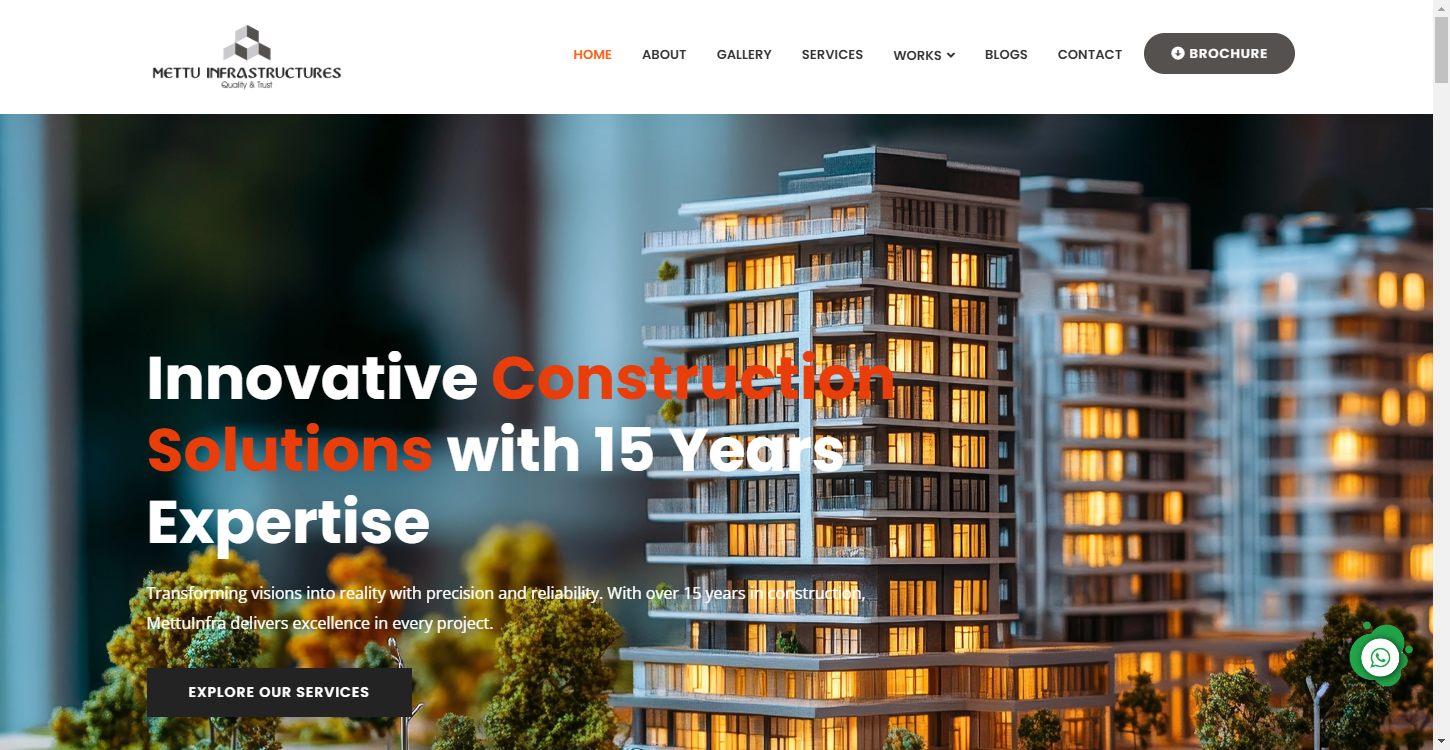 METTU INFRASTRUCTURES
Quality & Trust
HOME
ABOUT
GALLERY
SERVICES
WORKS
BLOGS
CONTACT
BROCHURE
Innovative Construction
Solutions with 15 Years
Expertise
Transforming visions into reality with precision and reliability. With over 15 years in construction,
MettuInfra delivers excellence in every project.
EXPLORE OUR SERVICES